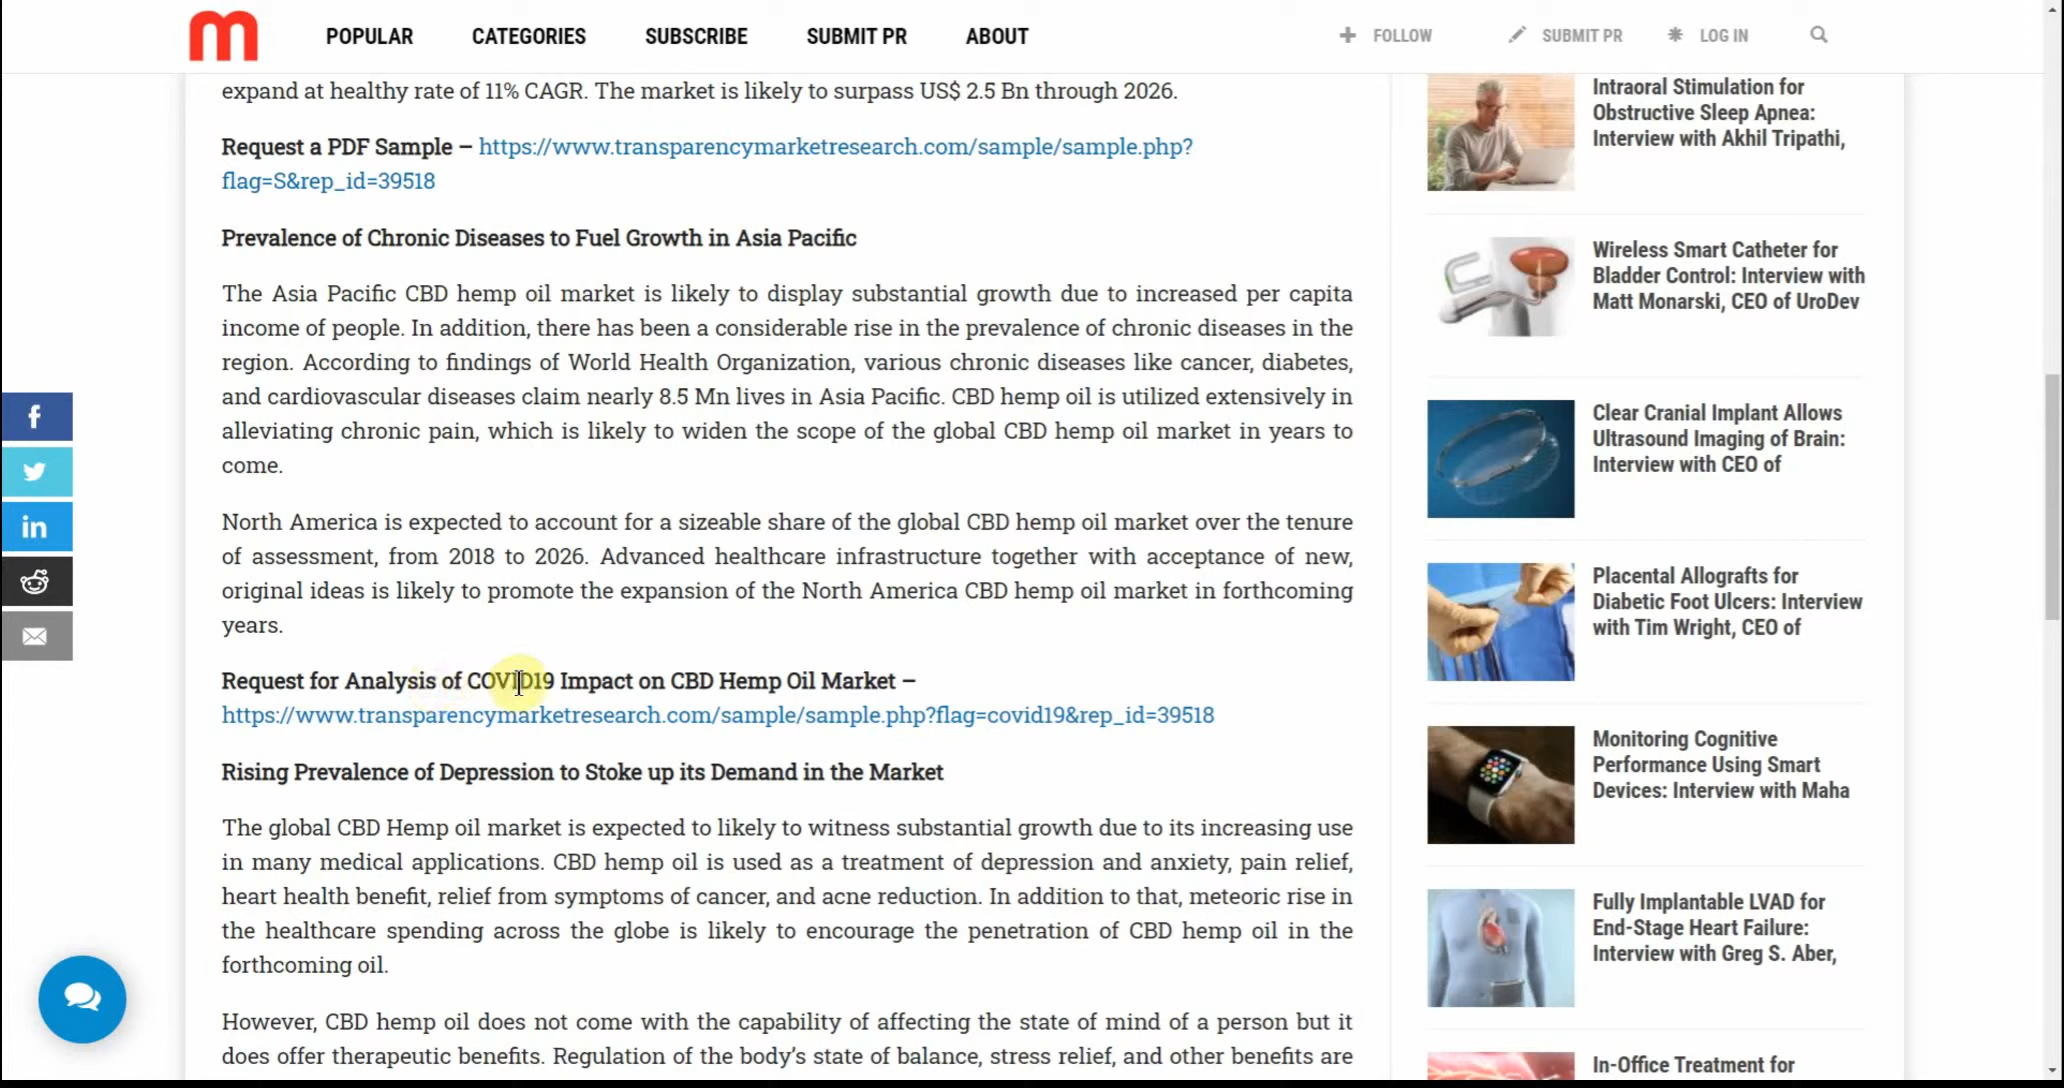 m
POPULAR
CATEGORIES
SUBSCRIBE
SUBMIT PR
ABOUT
FOLLOW
SUBMIT PR
LOG IN
expand at healthy rate of 11% CAGR. The market is likely to surpass US$ 2.5 Bn through 2026.
Request a PDF Sample – https://www.transparencymarketresearch.com/sample/sample.php?
flag=S&rep_id=39518
Prevalence of Chronic Diseases to Fuel Growth in Asia Pacific
The Asia Pacific CBD hemp oil market is likely to display substantial growth due to increased per capita
income of people. In addition, there has been a considerable rise in the prevalence of chronic diseases in the
region. According to findings of World Health Organization, various chronic diseases like cancer, diabetes,
and cardiovascular diseases claim nearly 8.5 Mn lives in Asia Pacific. CBD hemp oil is utilized extensively in
alleviating chronic pain, which is likely to widen the scope of the global CBD hemp oil market in years to
come.
North America is expected to account for a sizeable share of the global CBD hemp oil market over the tenure
of assessment, from 2018 to 2026. Advanced healthcare infrastructure together with acceptance of new,
original ideas is likely to promote the expansion of the North America CBD hemp oil market in forthcoming
years.
Request for Analysis of COVID19 Impact on CBD Hemp Oil Market –
https://www.transparencymarketresearch.com/sample/sample.php?flag=covid19&rep_id=39518
Rising Prevalence of Depression to Stoke up its Demand in the Market
The global CBD Hemp oil market is expected to likely to witness substantial growth due to its increasing use
in many medical applications. CBD hemp oil is used as a treatment of depression and anxiety, pain relief,
heart health benefit, relief from symptoms of cancer, and acne reduction. In addition to that, meteoric rise in
the healthcare spending across the globe is likely to encourage the penetration of CBD hemp oil in the
forthcoming oil.
However, CBD hemp oil does not come with the capability of affecting the state of mind of a person but it
does offer therapeutic benefits. Regulation of the body's state of balance, stress relief, and other benefits are
Intraoral Stimulation for
Obstructive Sleep Apnea:
Interview with Akhil Tripathi,
Wireless Smart Catheter for
Bladder Control: Interview with
Matt Monarski, CEO of UroDev
Clear Cranial Implant Allows
Ultrasound Imaging of Brain:
Interview with CEO of
Placental Allografts for
Diabetic Foot Ulcers: Interview
with Tim Wright, CEO of
Monitoring Cognitive
Performance Using Smart
Devices: Interview with Maha
Fully Implantable LVAD for
End-Stage Heart Failure:
Interview with Greg S. Aber,
In-Office Treatment for
f
in